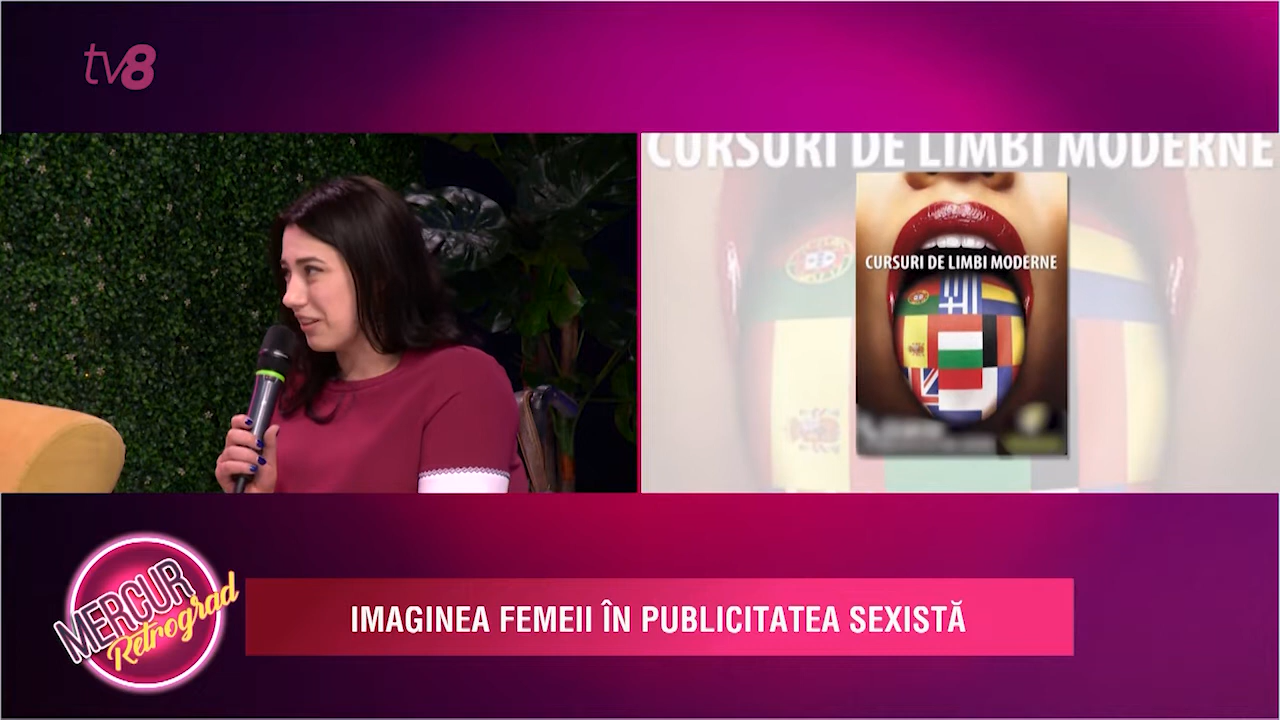 tv8
CURSURI DE LIMBI MODERNE
CURSURI DE LIMBI MODERNE
MERCUR
Retrograd
IMAGINEA FEMEII ÎN PUBLICITATEA SEXISTĂ